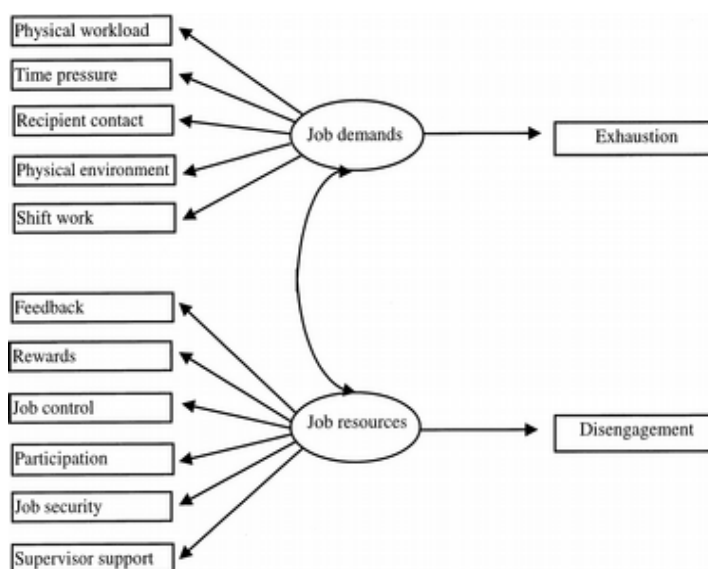 Physical workload
Time pressure
Recipient contact
Physical environment
Shift work
Job demands
Exhaustion
Feedback
Rewards
Job control
Participation
Job security
Supervisor support
Job resources
Disengagement